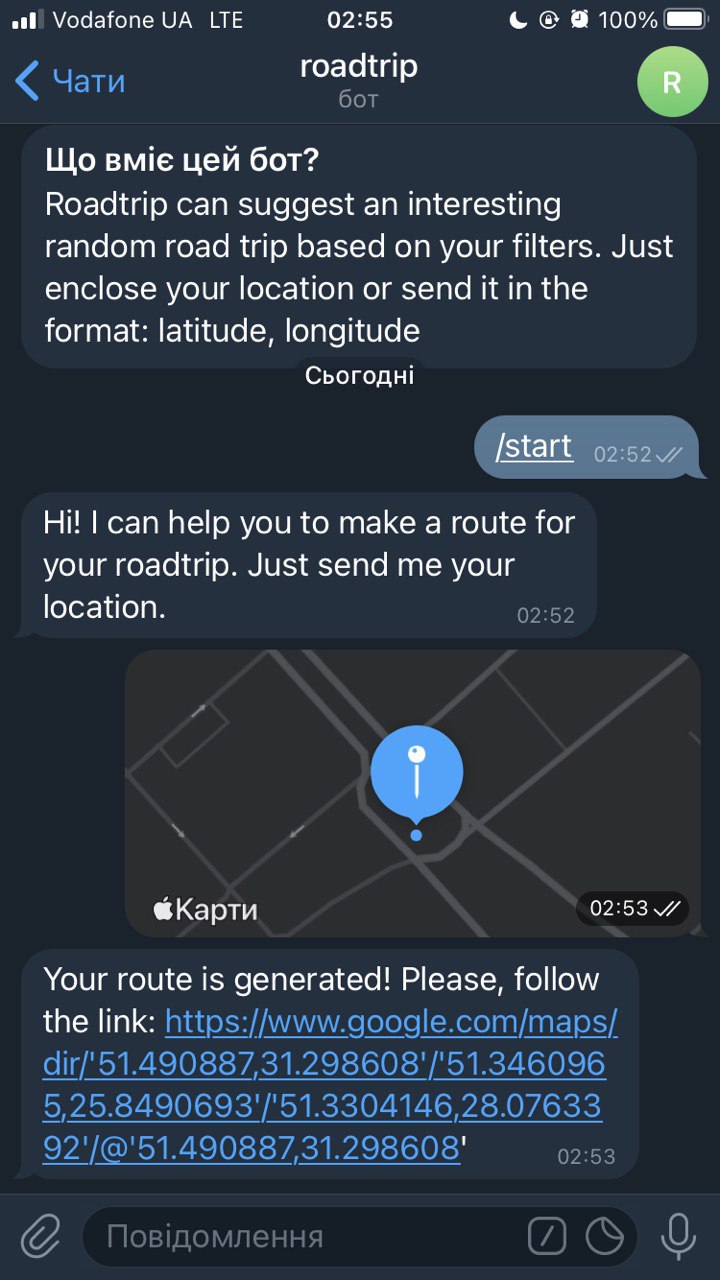 Vodafone UA LTE 02:55 100%
Чати roadtrip R
бот
Що вміє цей бот?
Roadtrip can suggest an interesting
random road trip based on your filters. Just
enclose your location or send it in the
format: latitude, longitude
Сьогодні
/start 02:52
Hi! I can help you to make a route for
your roadtrip. Just send me your
location. 02:52
Карти 02:53
Your route is generated! Please, follow
the link: https://www.google.com/maps/
dir/'51.490887,31.298608'/'51.346096
5,25.8490693'/'51.3304146,28.07633
92'/@'51.490887,31.298608' 02:53
Повідомлення